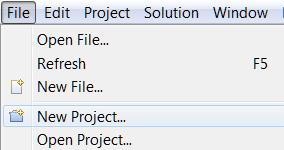 File Edit Project Solution Window
Open File...
Refresh F5
New File...
New Project...
Open Project...